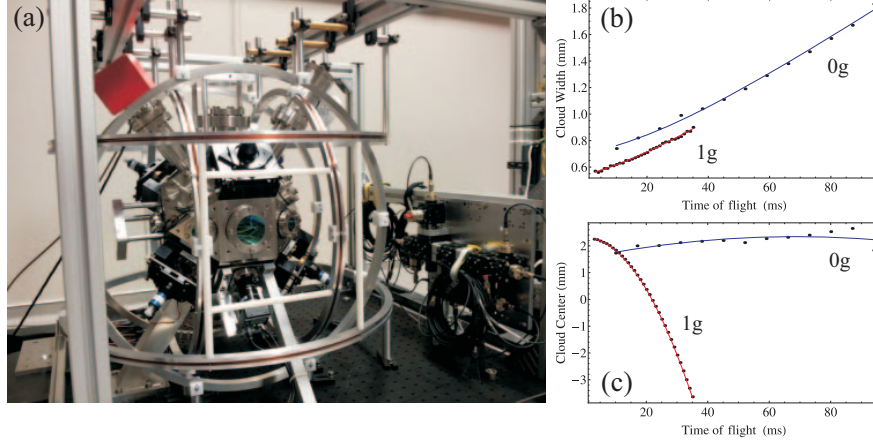 (a)
(b)
Cloud Width (mm)
1.8
1.6
1.4
1.2
1.0
0.8
0.6
0g
1g
20
40
60
80
Time of flight (ms)
Cloud Center (mm)
2
1
0
−1
−2
−3
0g
1g
(c)
20
40
60
80
Time of flight (ms)